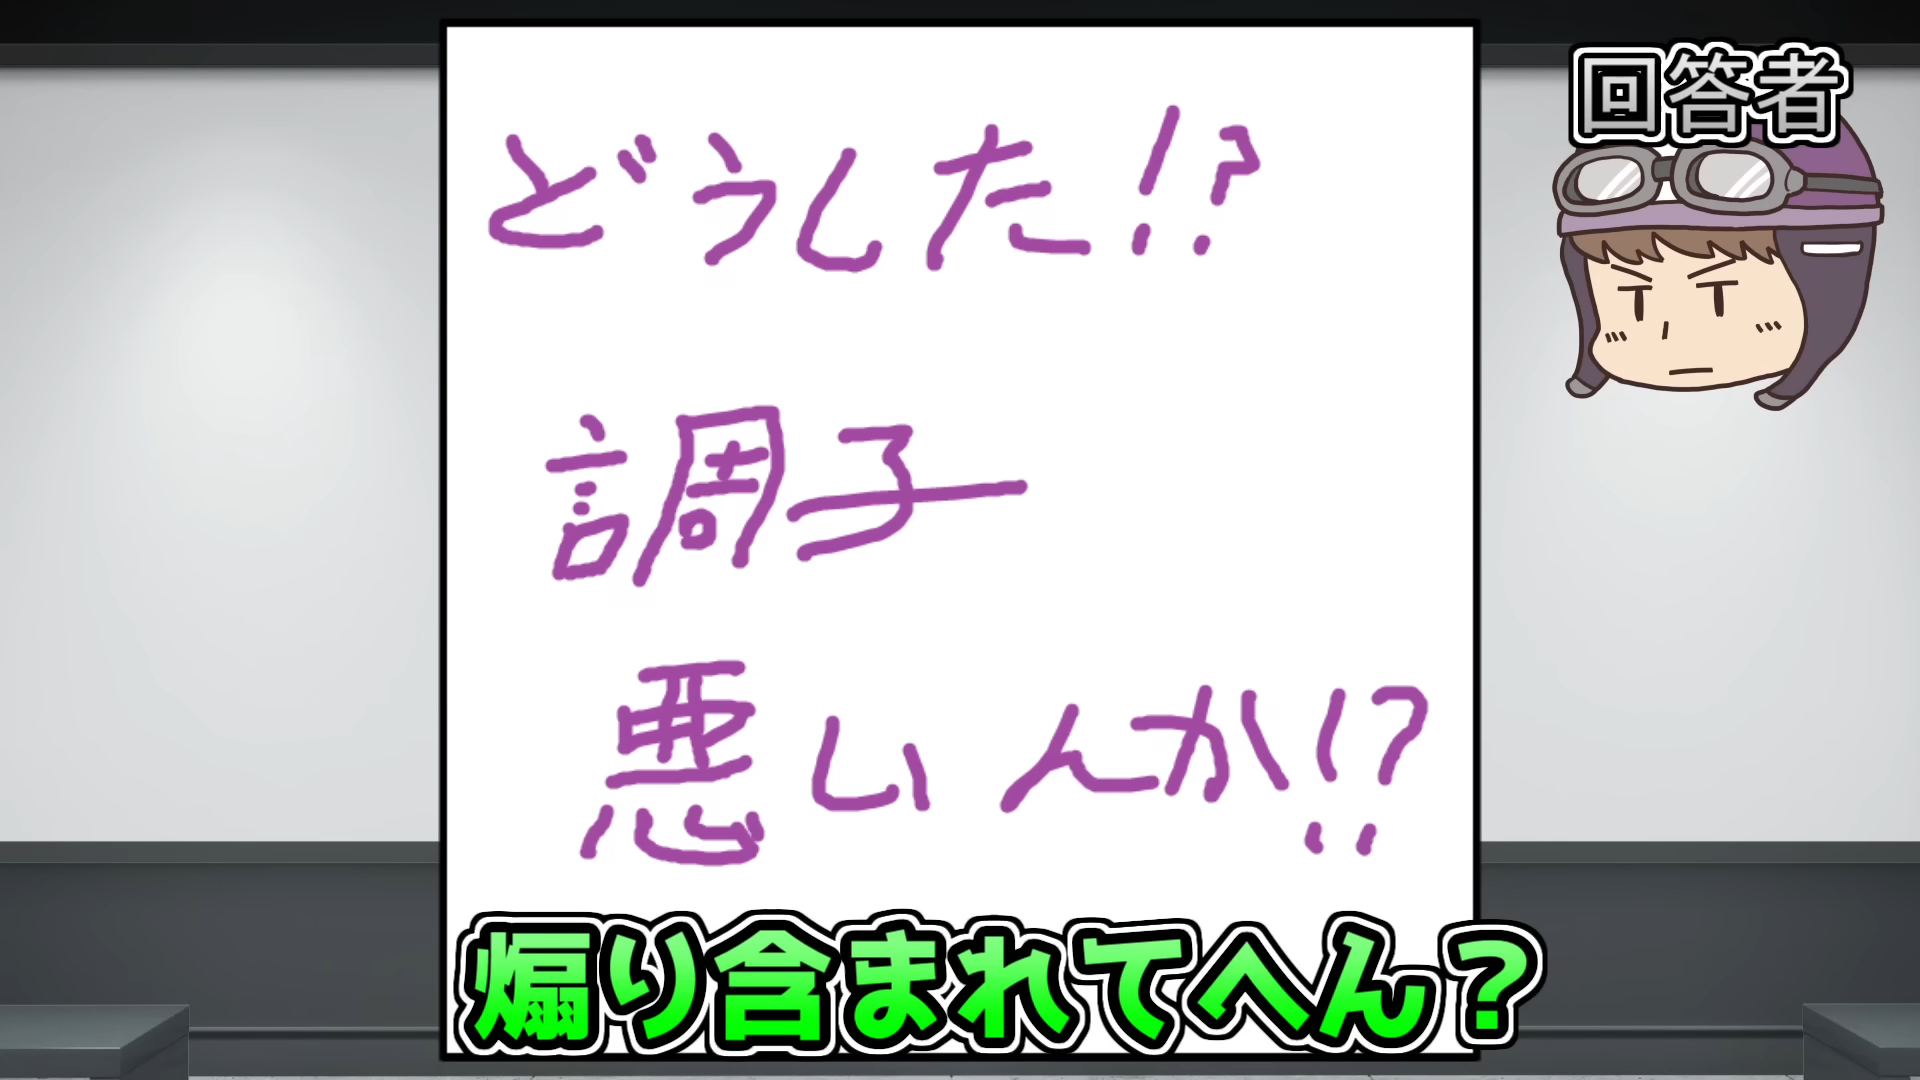 回答者
どうした!?
調子
悪いんか!?
煽り含まれてへん？